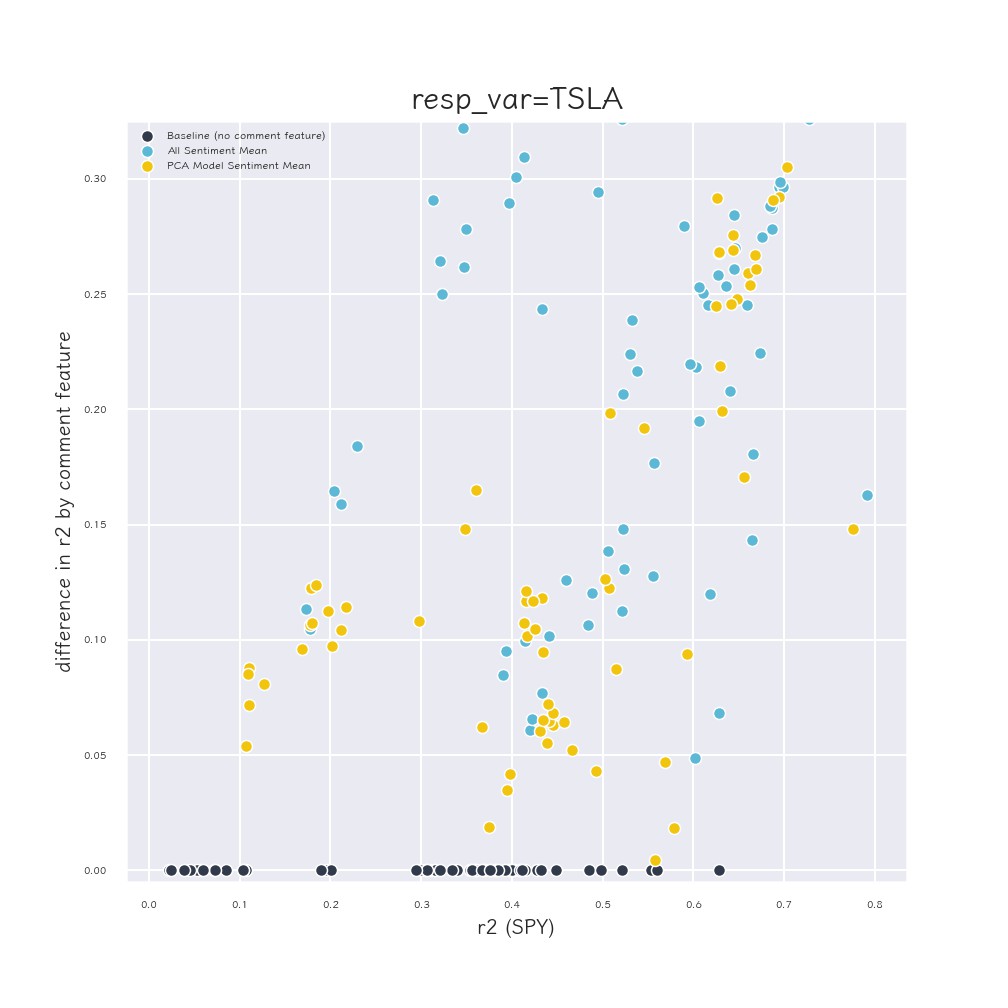 resp_var=TSLA
Baseline (no comment feature)
All Sentiment Mean
PCA Model Sentiment Mean
difference in r2 by comment feature
0.30
0.25
0.20
0.15
0.10
0.05
0.00
0.0 0.1 0.2 0.3 0.4 0.5 0.6 0.7 0.8
r2 (SPY)